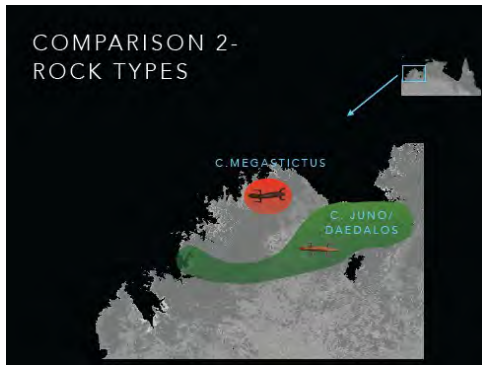 COMPARISON 2-
ROCK TYPES
C.MEGASTICTUS
C. JUNO/
DAEDALOS